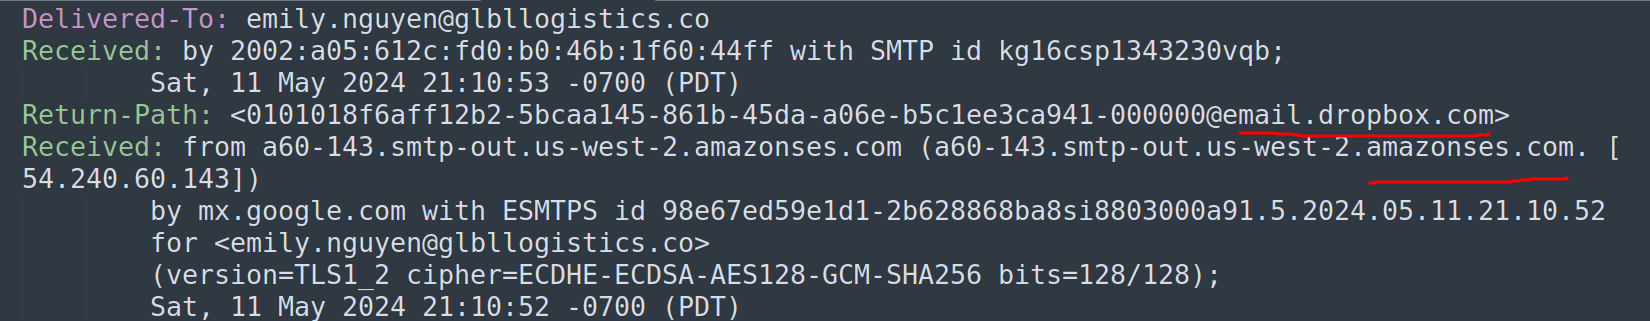 Delivered-To: emily.nguyen@glbllogistics.co
Received: by 2002:a05:612c:fd0:b0:46b:1f60:44ff with SMTP id kg16csp1343230vqb;
Sat, 11 May 2024 21:10:53 -0700 (PDT)
Return-Path: <0101018f6aff12b2-5bcaa145-861b-45da-a06e-b5c1ee3ca941-000000@email.dropbox.com>
Received: from a60-143.smtp-out.us-west-2.amazonses.com (a60-143.smtp-out.us-west-2.amazonses.com. [
54.240.60.143])
by mx.google.com with ESMTPS id 98e67ed59e1d1-2b628868ba8si8803000a91.5.2024.05.11.21.10.52
for <emily.nguyen@glbllogistics.co>
(version=TLS1_2 cipher=ECDHE-ECDSA-AES128-GCM-SHA256 bits=128/128);
Sat, 11 May 2024 21:10:52 -0700 (PDT)